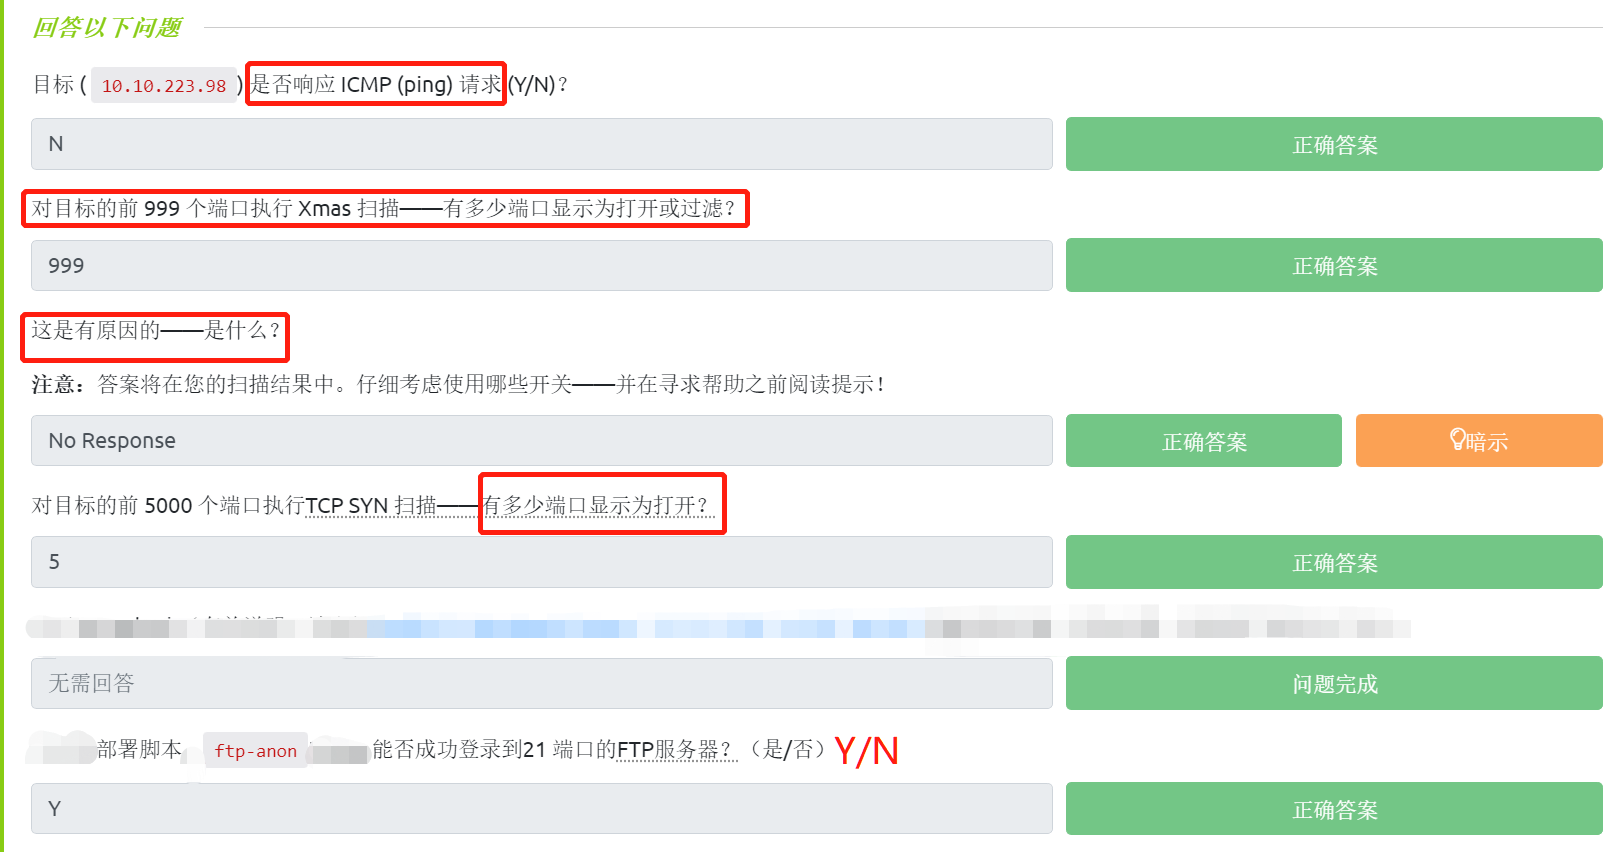 回答以下问题
目标 ( 10.10.223.98 ) 是否响应 ICMP (ping) 请求 (Y/N)？
N
正确答案
对目标的前 999 个端口执行 Xmas 扫描——有多少端口显示为打开或过滤？
999
正确答案
这是有原因的——是什么？
注意：答案将在您的扫描结果中。仔细考虑使用哪些开关——并在寻求帮助之前阅读提示！
No Response
正确答案
暗示
对目标的前 5000 个端口执行TCP SYN 扫描——有多少端口显示为打开？
5
正确答案
无需回答
问题完成
部署脚本 ftp-anon 能否成功登录到21 端口的FTP服务器？（是/否）Y/N
Y
正确答案